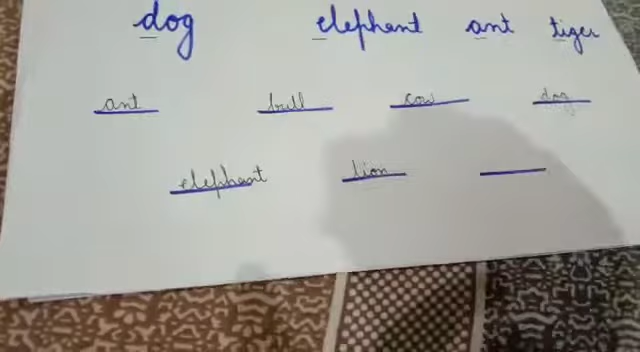 dog elephant ant tiger
ant bull cow dog
elephant lion